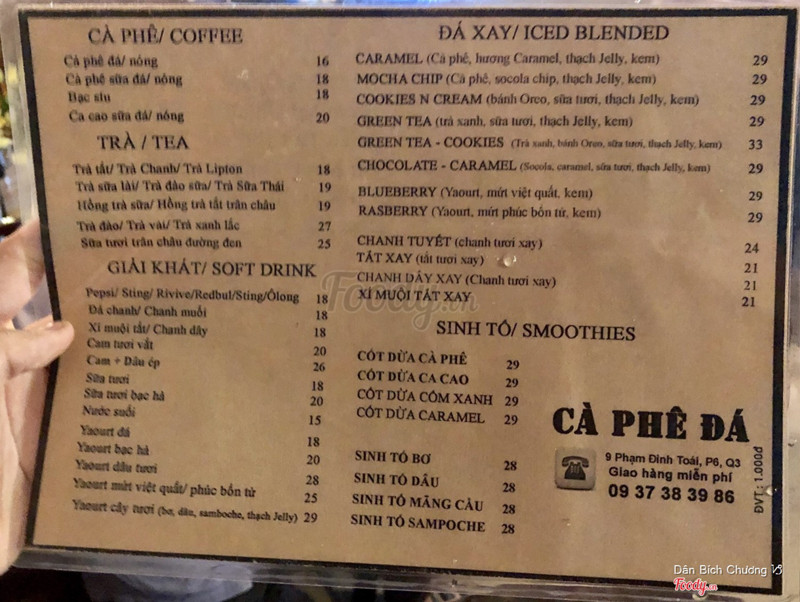 CÀ PHÊ/ COFFEE
Cà phê đá/ nóng 16
Cà phê sữa đá/ nóng 18
Bạc sỉu 18
Ca cao sữa đá/ nóng 20
TRÀ / TEA
Trà tắt/ Trà Chanh/ Trà Lipton 18
Trà sữa lài/ Trà đào sữa/ Trà Sữa Thái 19
Hồng trà sữa/ Hồng trà tắt trân châu 19
Trà đào/ Trà vải/ Trà xanh lắc 27
Sữa tươi trân châu đường đen 25
GIẢI KHÁT/ SOFT DRINK
Pepsi/ Sting/ Rivive/Redbul/Sting/Ôlong 18
Đá chanh/ Chanh muối 18
Xí muội tắt/ Chanh dây 18
Cam tươi vắt 20
Cam + Dâu ép 26
Sữa tươi 18
Sữa tươi bạc hà 20
Nước suối 15
Yaourt đá 18
Yaourt bạc hà 20
Yaourt dâu tươi 28
Yaourt mứt việt quất/ phúc bồn tử 25
Yaourt cây tươi (bơ, dâu, samboche, thạch Jelly) 29
ĐÁ XAY/ ICED BLENDED
CARAMEL (Cà phê, hương Caramel, thạch Jelly, kem) 29
MOCHA CHIP (Cà phê, socola chip, thạch Jelly, kem) 29
COOKIES N CREAM (bánh Oreo, sữa tươi, thạch Jelly, kem) 29
GREEN TEA (trà xanh, sữa tươi, thạch Jelly, kem) 29
GREEN TEA - COOKIES (Trà xanh, bánh Oreo, sữa tươi, thạch Jelly, kem) 33
CHOCOLATE - CARAMEL (Socola, caramel, sữa tươi, thạch Jelly, kem) 29
BLUEBERRY (Yaourt, mứt việt quất, kem) 29
RASBERRY (Yaourt, mứt phúc bồn tử, kem) 29
CHANH TUYẾT (chanh tươi xay) 24
TẮT XAY (tắt tươi xay) 21
CHANH DÂY XAY (Chanh tươi xay) 21
XÍ MUỘI TẮT XAY 21
SINH TỐ/ SMOOTHIES
CỐT DỪA CÀ PHÊ 29
CỐT DỪA CA CAO 29
CỐT DỪA CỐM XANH 29
CỐT DỪA CARAMEL 29
SINH TỐ BƠ 28
SINH TỐ DÂU 28
SINH TỐ MÃNG CẦU 28
SINH TỐ SAMPOCHE 28
CÀ PHÊ ĐÁ
9 Phạm Đình Toái, P6, Q3
Giao hàng miễn phí
09 37 38 39 86
ĐVT : 1.000đ
Foody.vn
Dân Bích Chương
Foody.vn